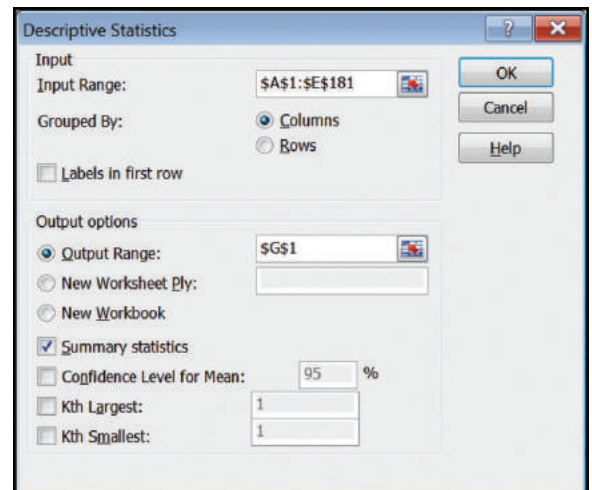 Descriptive Statistics
Input
Input Range: $A$1:$E$181
Grouped By: Columns
Rows
Labels in first row
OK
Cancel
Help
Output options
Output Range: $G$1
New Worksheet Ply:
New Workbook
Summary statistics
Confidence Level for Mean: 95 %
Kth Largest: 1
Kth Smallest: 1